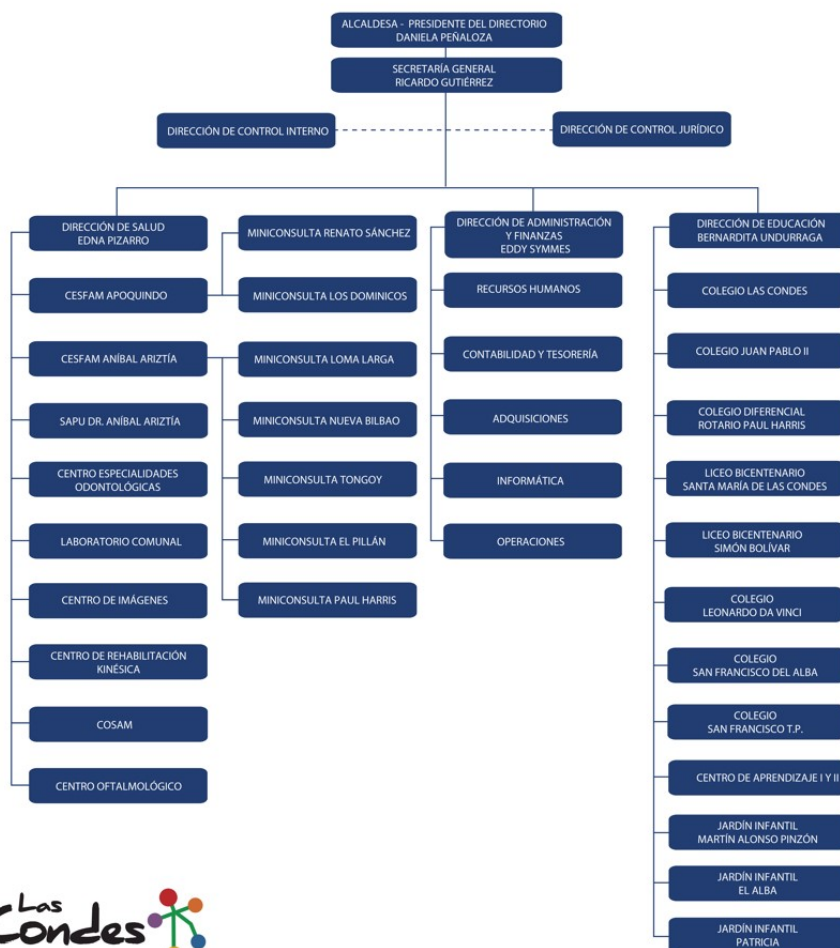 ALCALDESA - PRESIDENTE DEL DIRECTORIO
DANIELA PEÑALOZA
SECRETARÍA GENERAL
RICARDO GUTIÉRREZ
DIRECCIÓN DE CONTROL INTERNO
DIRECCIÓN DE CONTROL JURÍDICO
DIRECCIÓN DE SALUD
EDNA PIZARRO
CESFAM APOQUINDO
CESFAM ANÍBAL ARIZTÍA
SAPU DR. ANÍBAL ARIZTÍA
CENTRO ESPECIALIDADES
ODONTOLÓGICAS
LABORATORIO COMUNAL
CENTRO DE IMÁGENES
CENTRO DE REHABILITACIÓN
KINÉSICA
COSAM
CENTRO OFTALMOLÓGICO
MINICONSULTA RENATO SÁNCHEZ
MINICONSULTA LOS DOMINICOS
MINICONSULTA LOMA LARGA
MINICONSULTA NUEVA BILBAO
MINICONSULTA TONGOY
MINICONSULTA EL PILLÁN
MINICONSULTA PAUL HARRIS
DIRECCIÓN DE ADMINISTRACIÓN
Y FINANZAS
EDDY SYMMES
RECURSOS HUMANOS
CONTABILIDAD Y TESORERÍA
ADQUISICIONES
INFORMÁTICA
OPERACIONES
DIRECCIÓN DE EDUCACIÓN
BERNARDITA UNDURRAGA
COLEGIO LAS CONDES
COLEGIO JUAN PABLO II
COLEGIO DIFERENCIAL
ROTARIO PAUL HARRIS
LICEO BICENTENARIO
SANTA MARÍA DE LAS CONDES
LICEO BICENTENARIO
SIMÓN BOLÍVAR
COLEGIO
LEONARDO DA VINCI
COLEGIO
SAN FRANCISCO DEL ALBA
COLEGIO
SAN FRANCISCO T.P.
CENTRO DE APRENDIZAJE I Y II
JARDÍN INFANTIL
MARTÍN ALONSO PINZÓN
JARDÍN INFANTIL
EL ALBA
JARDÍN INFANTIL
PATRICIA
Las
Condes